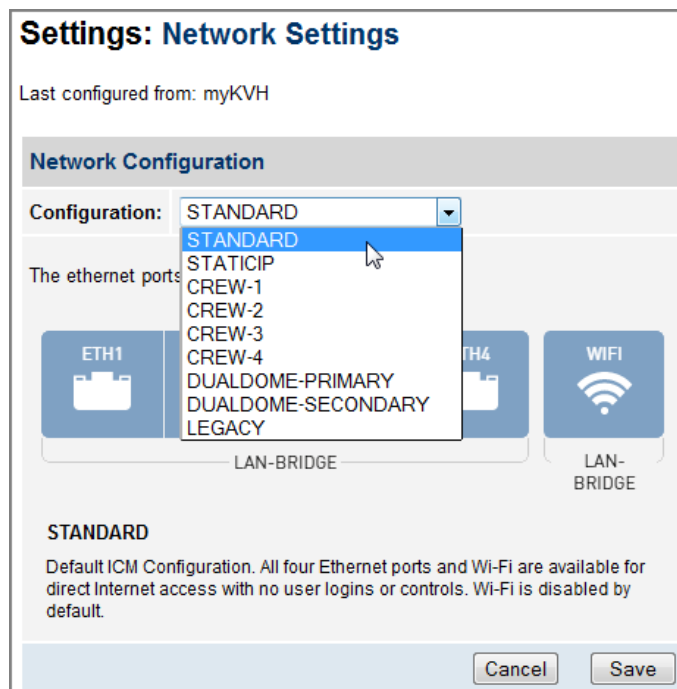 Settings: Network Settings
Last configured from: myKVH
Network Configuration
Configuration: STANDARD
STANDARD
STATICIP
CREW-1
CREW-2
CREW-3
CREW-4
DUALDOME-PRIMARY
DUALDOME-SECONDARY
LEGACY
The ethernet ports
ETH1 TH4 WIFI
LAN-BRIDGE
LAN-
BRIDGE
STANDARD
Default ICM Configuration. All four Ethernet ports and Wi-Fi are available for
direct Internet access with no user logins or controls. Wi-Fi is disabled by
default.
Cancel Save